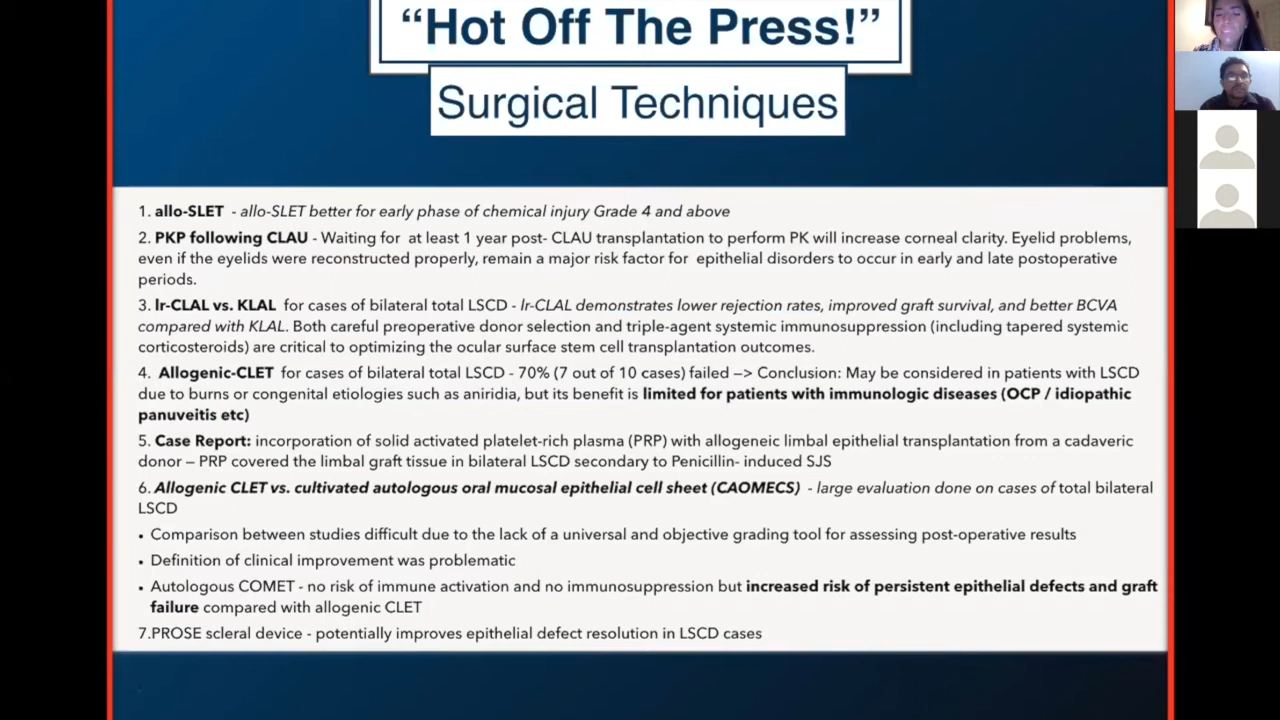 “Hot Off The Press!”
Surgical Techniques
1. allo-SLET - allo-SLET better for early phase of chemical injury Grade 4 and above
2. PKP following CLAU - Waiting for at least 1 year post- CLAU transplantation to perform PK will increase corneal clarity. Eyelid problems,
even if the eyelids were reconstructed properly, remain a major risk factor for epithelial disorders to occur in early and late postoperative
periods.
3. lr-CLAL vs. KLAL for cases of bilateral total LSCD - lr-CLAL demonstrates lower rejection rates, improved graft survival, and better BCVA
compared with KLAL. Both careful preoperative donor selection and triple-agent systemic immunosuppression (including tapered systemic
corticosteroids) are critical to optimizing the ocular surface stem cell transplantation outcomes.
4. Allogenic-CLET for cases of bilateral total LSCD - 70% (7 out of 10 cases) failed —> Conclusion: May be considered in patients with LSCD
due to burns or congenital etiologies such as aniridia, but its benefit is limited for patients with immunologic diseases (OCP / idiopathic
panuveitis etc)
5. Case Report: incorporation of solid activated platelet-rich plasma (PRP) with allogeneic limbal epithelial transplantation from a cadaveric
donor – PRP covered the limbal graft tissue in bilateral LSCD secondary to Penicillin- induced SJS
6. Allogenic CLET vs. cultivated autologous oral mucosal epithelial cell sheet (CAOMECS) - large evaluation done on cases of total bilateral
LSCD
• Comparison between studies difficult due to the lack of a universal and objective grading tool for assessing post-operative results
• Definition of clinical improvement was problematic
• Autologous COMET - no risk of immune activation and no immunosuppression but increased risk of persistent epithelial defects and graft
failure compared with allogenic CLET
7.PROSE scleral device - potentially improves epithelial defect resolution in LSCD cases